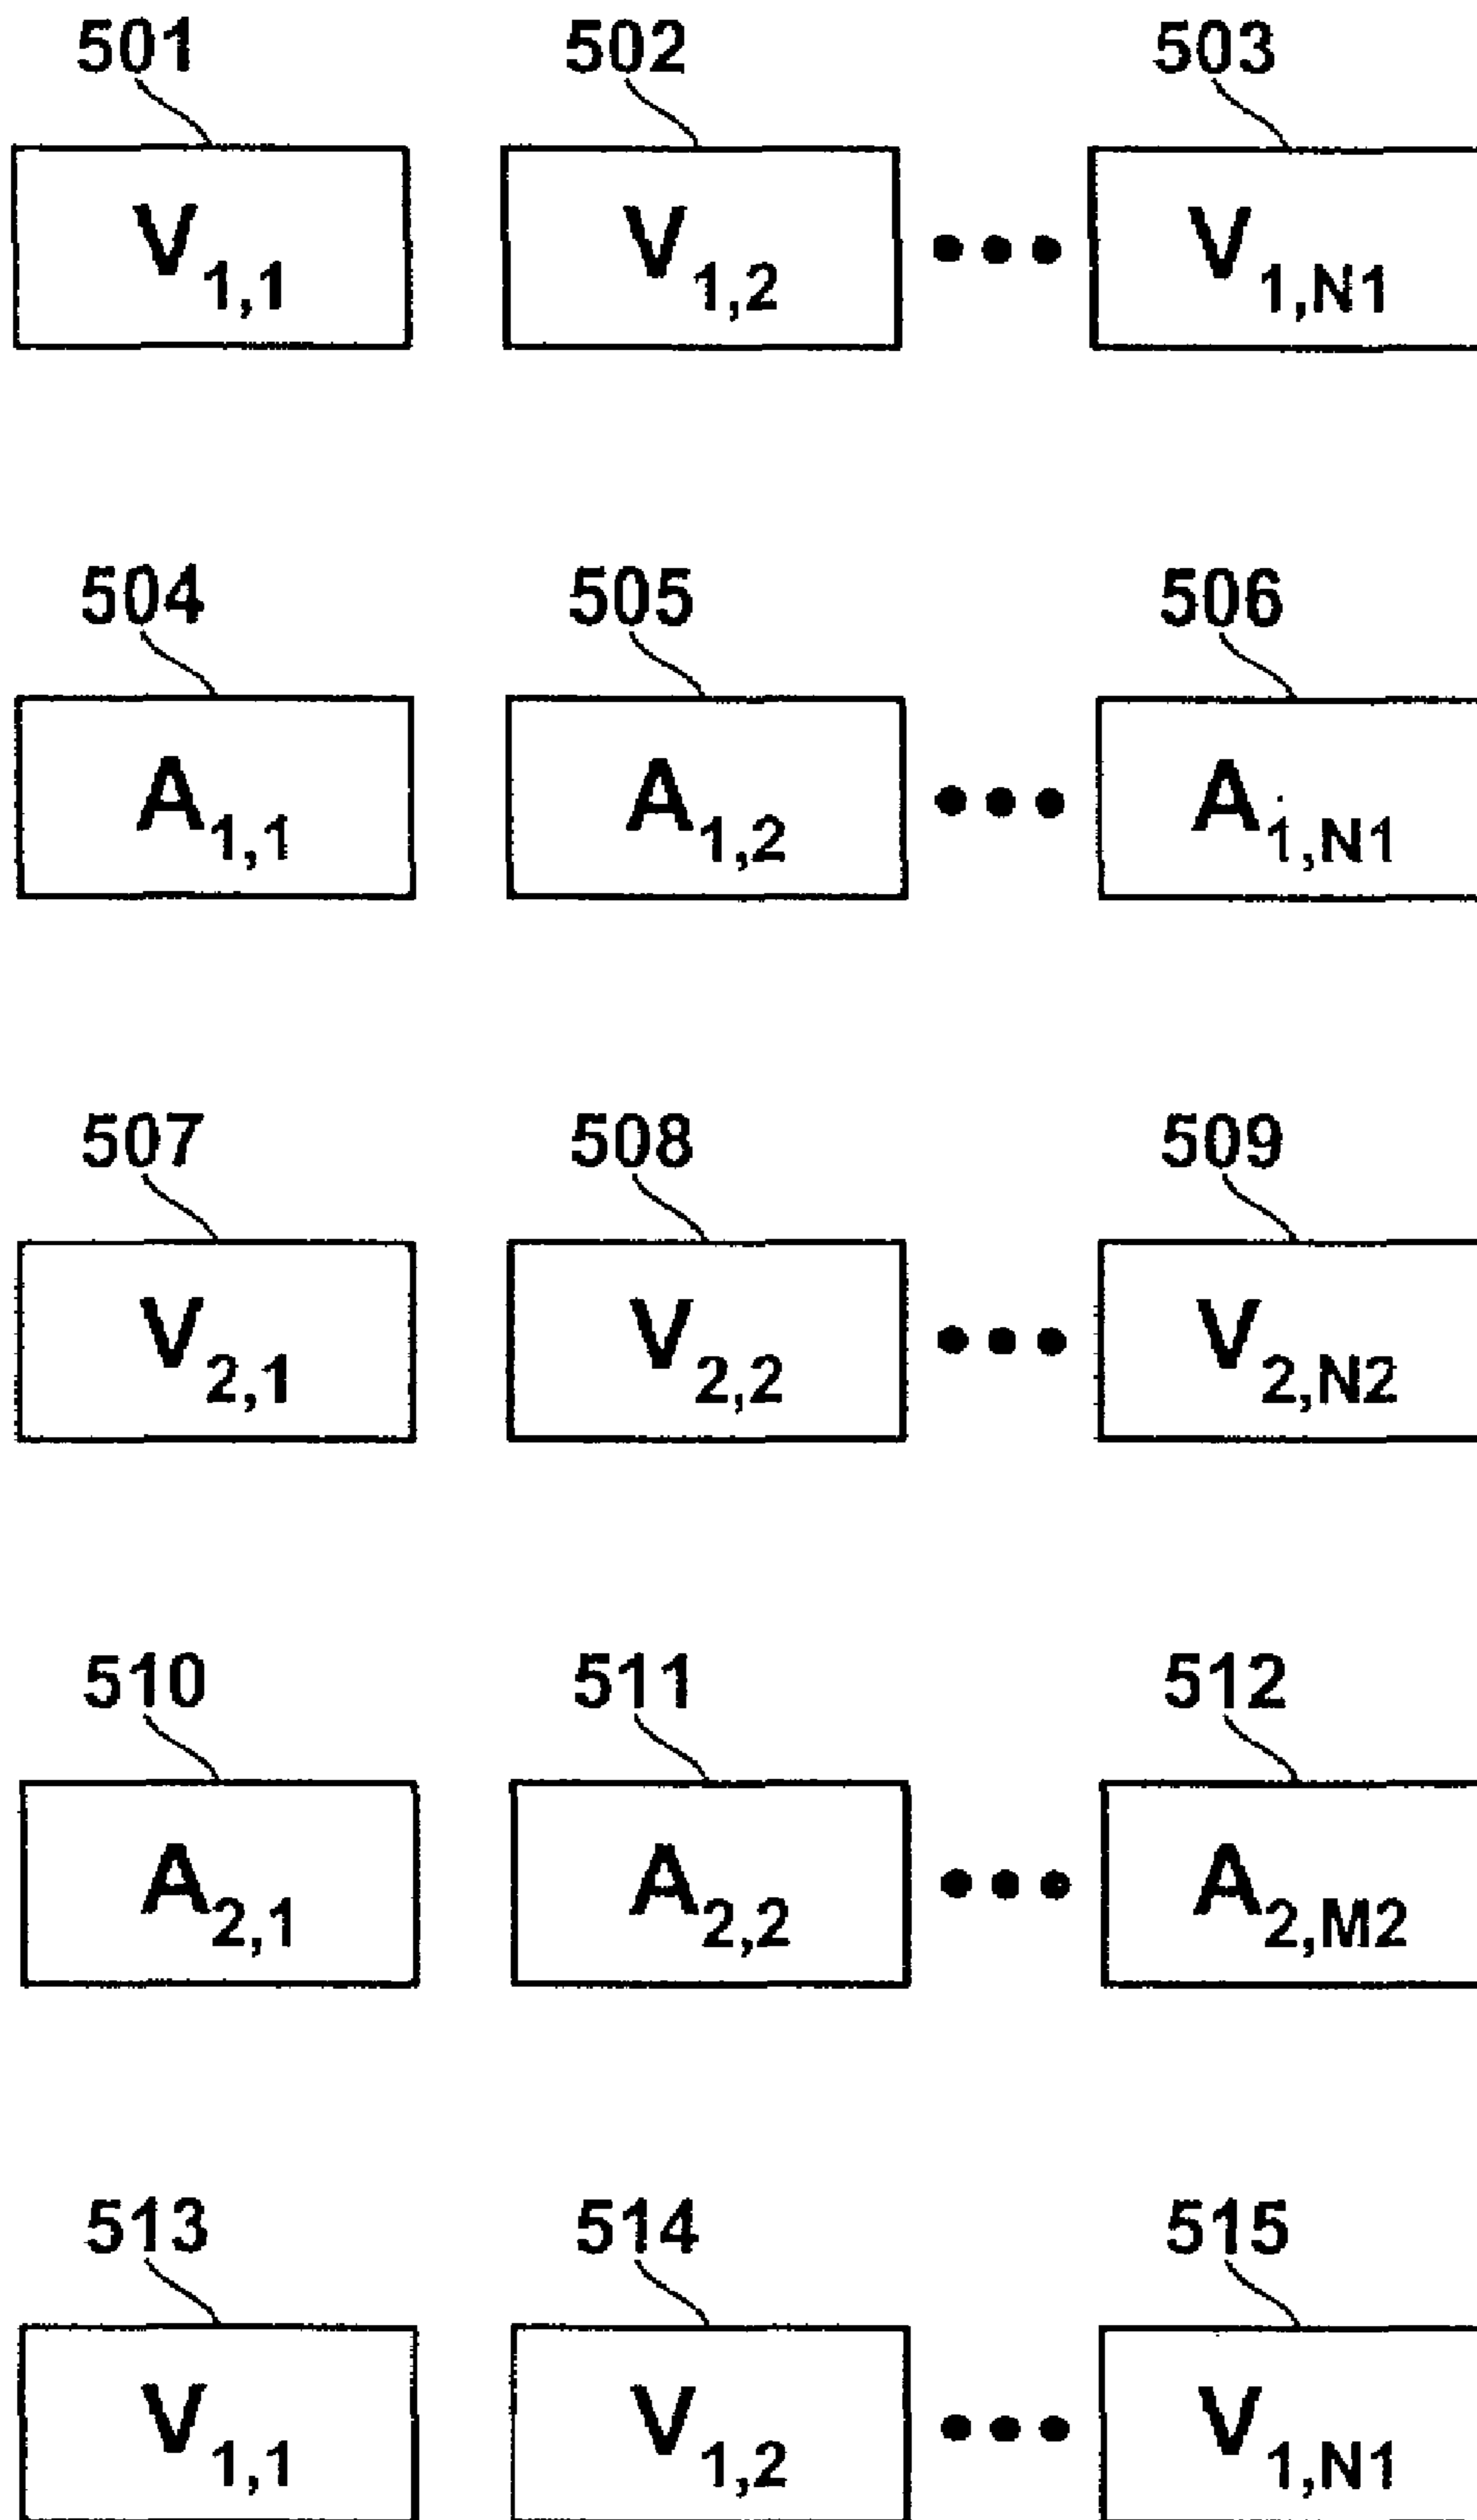 501 502 503
V1,1 V1,2 ••• V1,N1
504 505 506
A1,1 A1,2 ••• A1,N1
507 508 509
V2,1 V2,2 ••• V2,N2
510 511 512
A2,1 A2,2 ••• A2,M2
513 514 515
V1,1 V1,2 ••• V1,N1